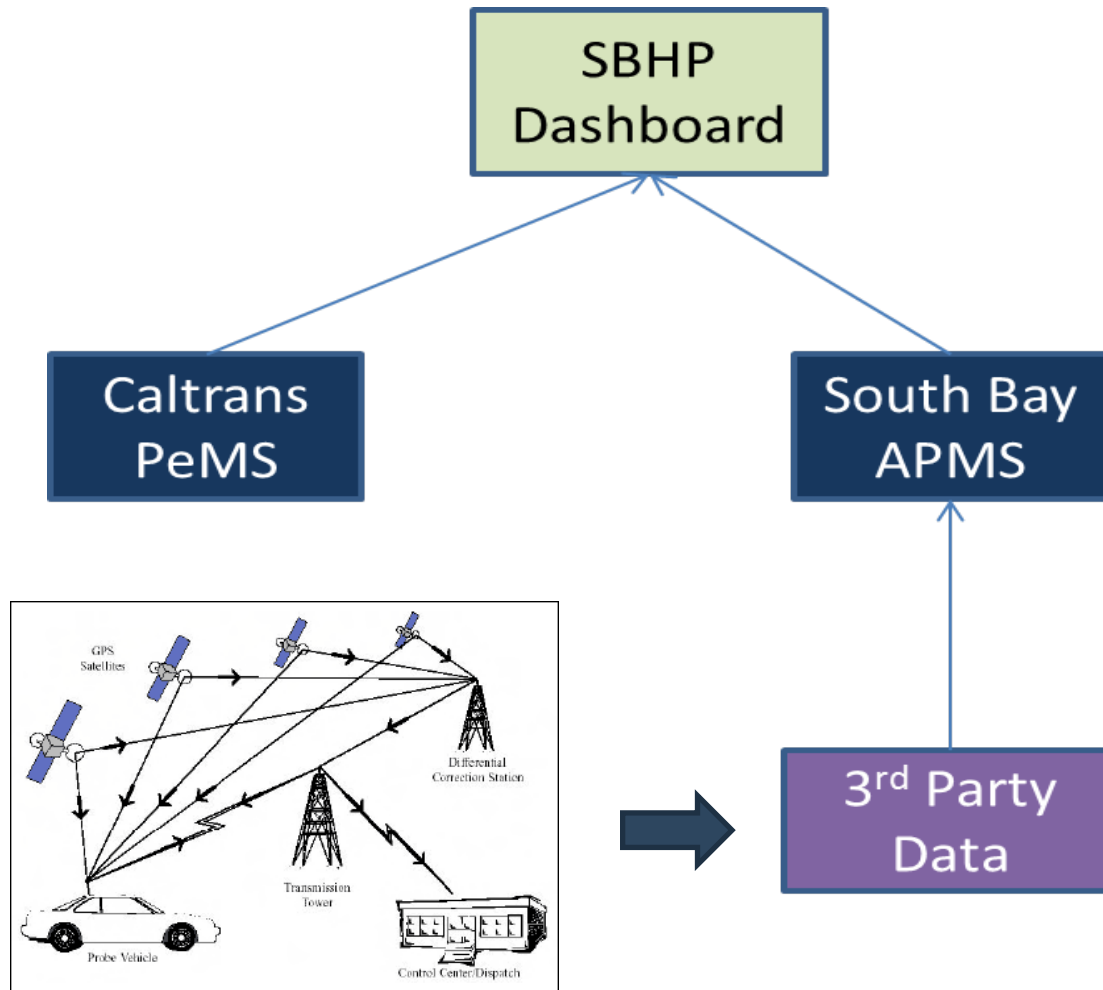 SBHP
Dashboard
Caltrans
PeMS
South Bay
APMS
GPS
Satellites
Differential
Correction Station
Transmission
Tower
Probe Vehicle
Control Center/Dispatch
3rd Party
Data